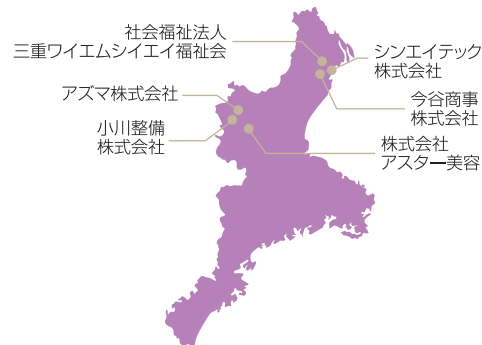 社会福祉法人
三重ワイエムシイエイ福祉会
シンエイテック
株式会社
アズマ株式会社
今谷商事
株式会社
小川整備
株式会社
株式会社
アスター美容